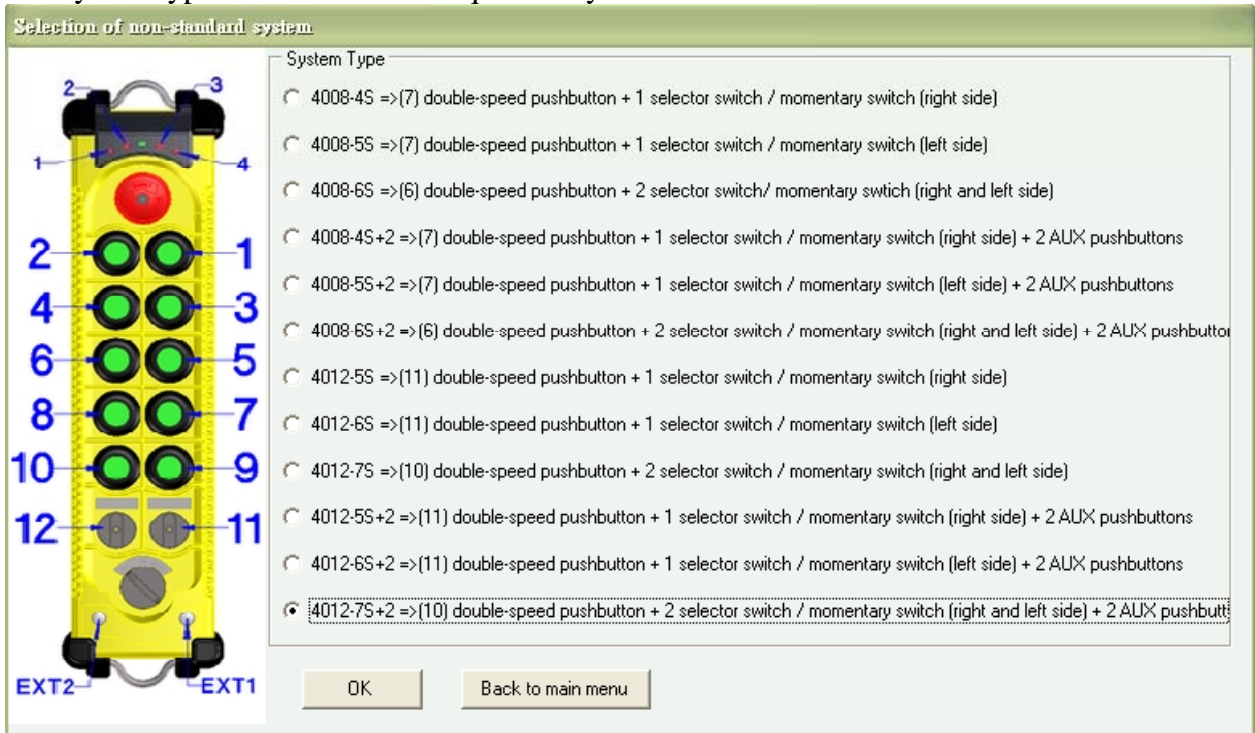 Selection of non-standard system
System Type
4008-4S =>(7) double-speed pushbutton + 1 selector switch / momentary switch (right side)
4008-5S =>(7) double-speed pushbutton + 1 selector switch / momentary switch (left side)
4008-6S =>(6) double-speed pushbutton + 2 selector switch/ momentary swtich (right and left side)
4008-4S+2 =>(7) double-speed pushbutton + 1 selector switch / momentary switch (right side) + 2 AUX pushbuttons
4008-5S+2 =>(7) double-speed pushbutton + 1 selector switch / momentary switch (left side) + 2 AUX pushbuttons
4008-6S+2 =>(6) double-speed pushbutton + 2 selector switch / momentary switch (right and left side) + 2 AUX pushbutto
4012-5S =>(11) double-speed pushbutton + 1 selector switch / momentary switch (right side)
4012-6S =>(11) double-speed pushbutton + 1 selector switch / momentary switch (left side)
4012-7S =>(10) double-speed pushbutton + 2 selector switch / momentary switch (right and left side)
4012-5S+2 =>(11) double-speed pushbutton + 1 selector switch / momentary switch (right side) + 2 AUX pushbuttons
4012-6S+2 =>(11) double-speed pushbutton + 1 selector switch / momentary switch (left side) + 2 AUX pushbuttons
4012-7S+2 =>(10) double-speed pushbutton + 2 selector switch / momentary switch (right and left side) + 2 AUX pushbutt
2 3
1 4
2 1
4 3
6 5
8 7
10 9
12 11
EXT2 EXT1
OK Back to main menu